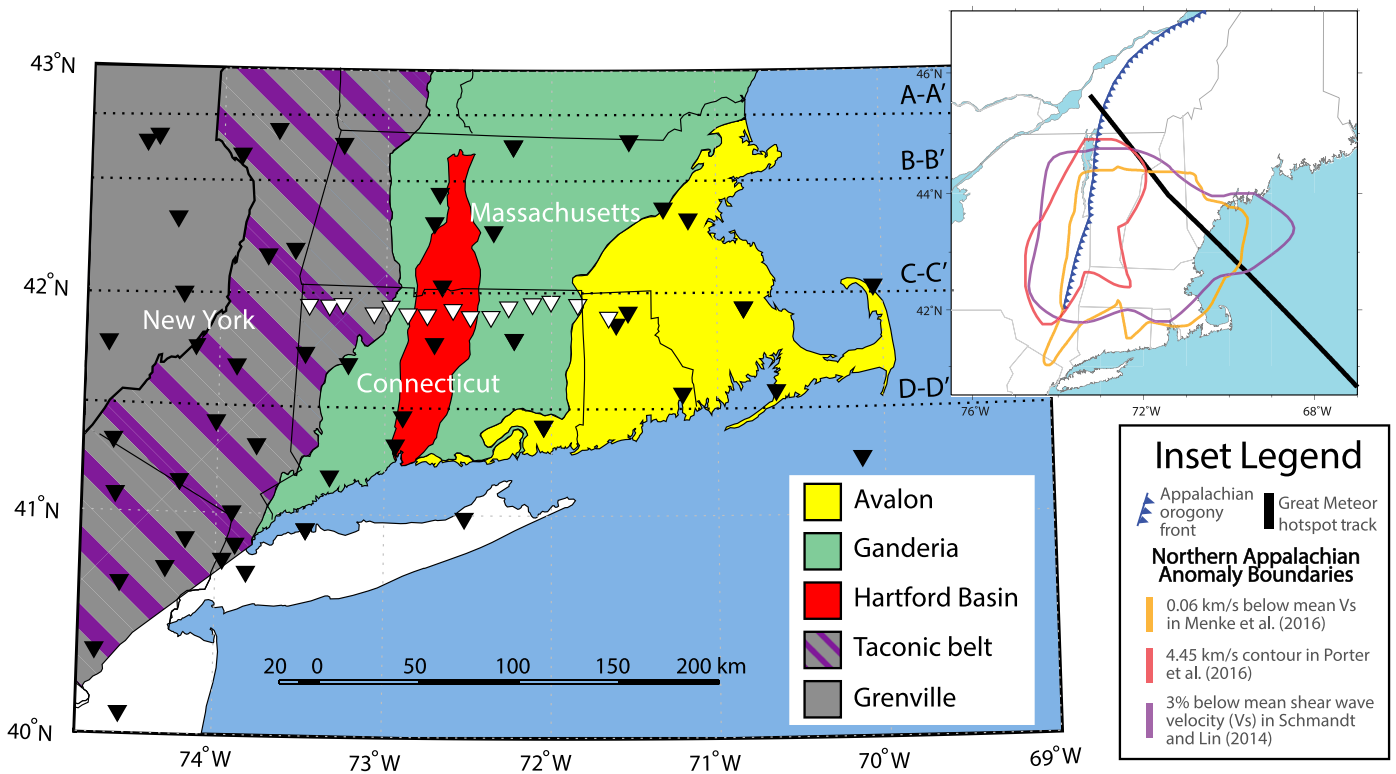 43°N
42°N
41°N
40°N
74°W
73°W
72°W
71°W
70°W
69°W
A-A'
B-B'
C-C'
D-D'
Massachusetts
New York
Connecticut
20 0 50 100 150 200 km
Avalon
Ganderia
Hartford Basin
Taconic belt
Grenville
46°N
44°N
42°N
76°W
72°W
68°W
Inset Legend
Appalachian
orogony
front
Great Meteor
hotspot track
Northern Appalachian
Anomaly Boundaries
0.06 km/s below mean Vs
in Menke et al. (2016)
4.45 km/s contour in Porter
et al. (2016)
3% below mean shear wave
velocity (Vs) in Schmandt
and Lin (2014)